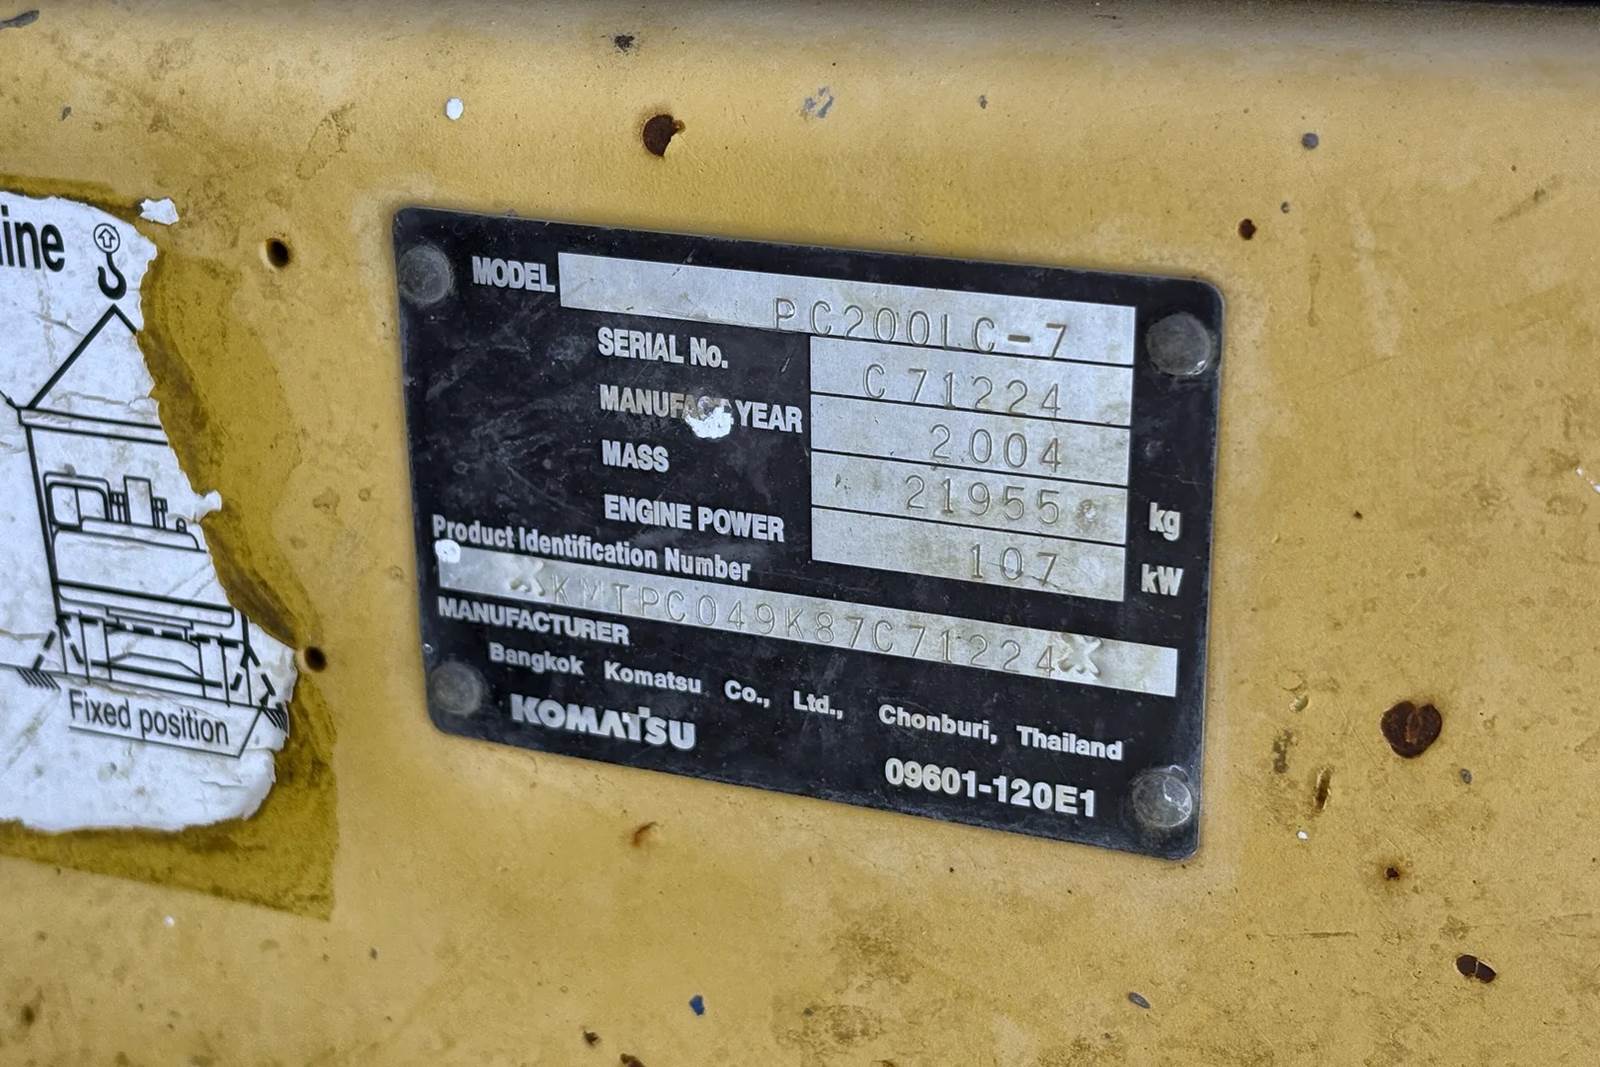 ine
Fixed position
MODEL PC200LC-7
SERIAL No. C71224
MANUFACT.YEAR 2004
MASS 21955 kg
ENGINE POWER 107 kW
Product Identification Number
*KMTPC049K87C71224*
MANUFACTURER
Bangkok Komatsu Co., Ltd., Chonburi, Thailand
KOMATSU
09601-120E1